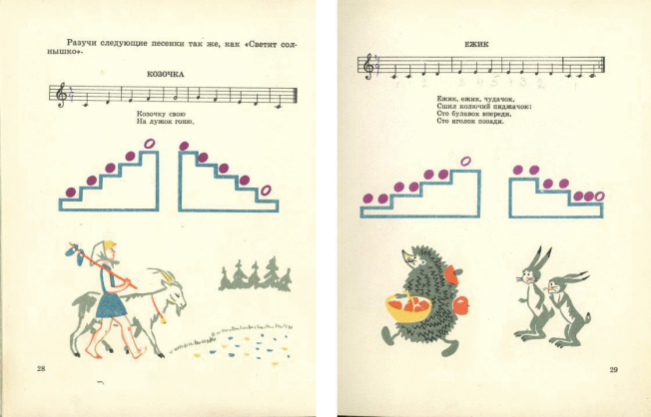 Разучи следующие песенки так же, как «Светит сол-
нышко».
КОЗОЧКА
Козочку свою
На лужок гоню.
28
ЕЖИК
Ежик, ежик, чудачок,
Сшил колючий пиджачок:
Сто булавок впереди,
Сто иголок позади.
29